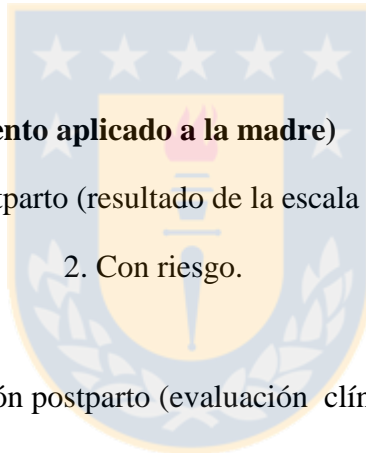 ento aplicado a la madre)
tparto (resultado de la escala
2. Con riesgo.
ón postparto (evaluación clín